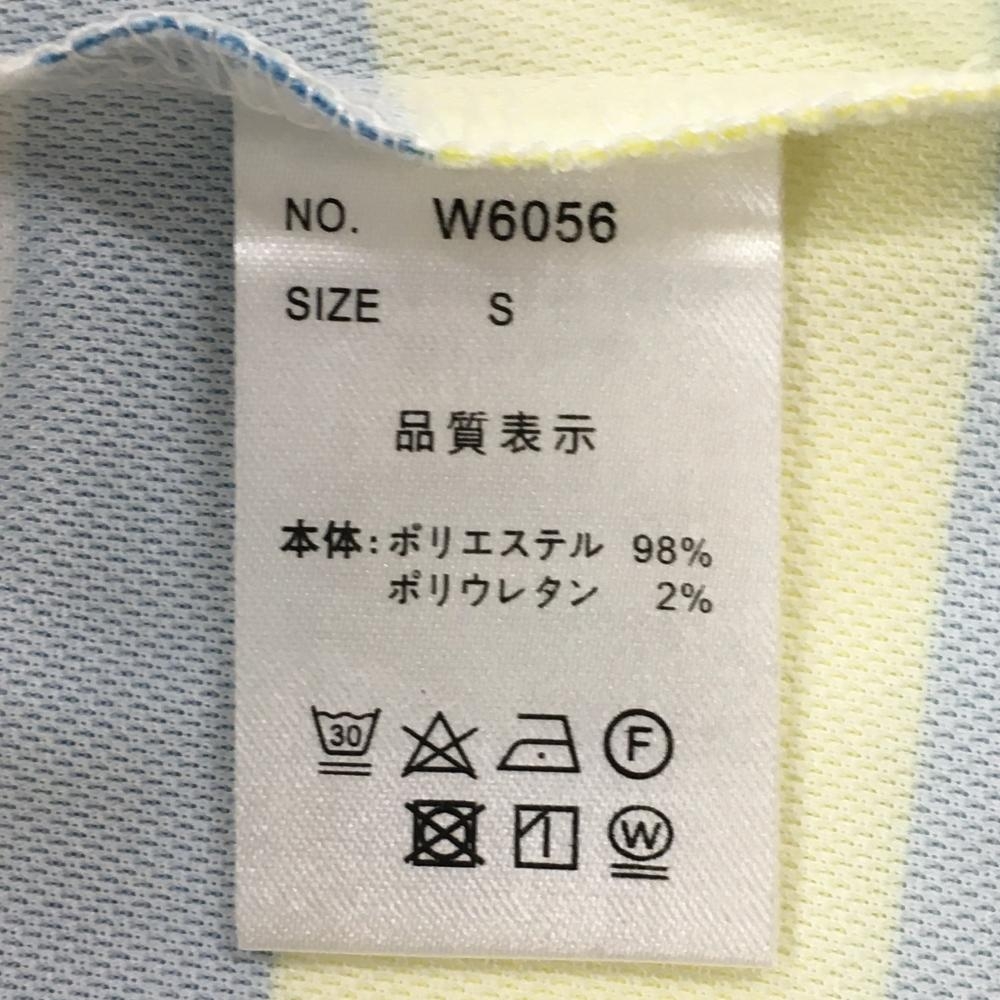 NO. W6056
SIZE S
品質表示
本体:ポリエステル 98%
ポリウレタン 2%
30 F
W